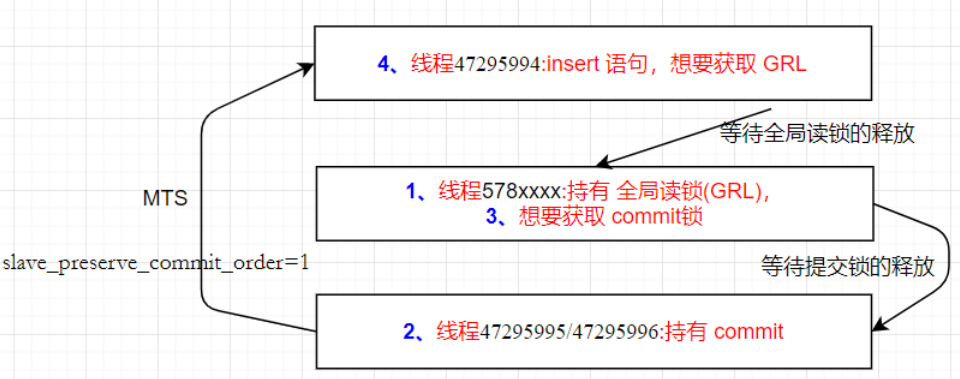 4、线程47295994:insert 语句，想要获取 GRL
等待全局读锁的释放
1、线程578xxxx:持有 全局读锁(GRL)，
3、想要获取 commit锁
MTS
slave_preserve_commit_order=1
等待提交锁的释放
2、线程47295995/47295996:持有 commit